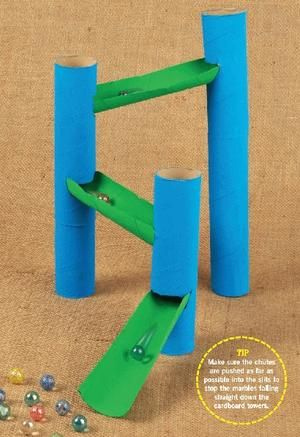 TIP
Make sure the chutes
are pushed as far as
possible into the slits to
stop the marbles falling
straight down the
cardboard towers.